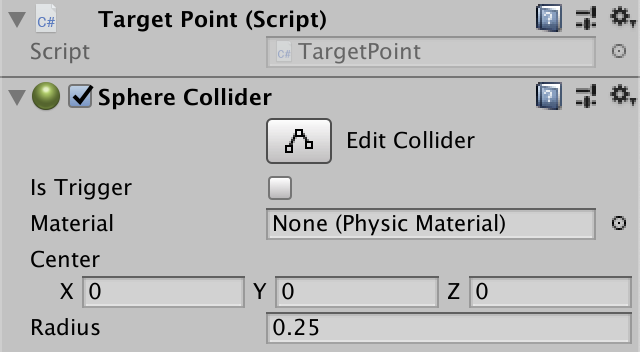 C# Target Point (Script)
Script C# TargetPoint
Sphere Collider
Edit Collider
Is Trigger
Material None (Physic Material)
Center
X 0 Y 0 Z 0
Radius 0.25